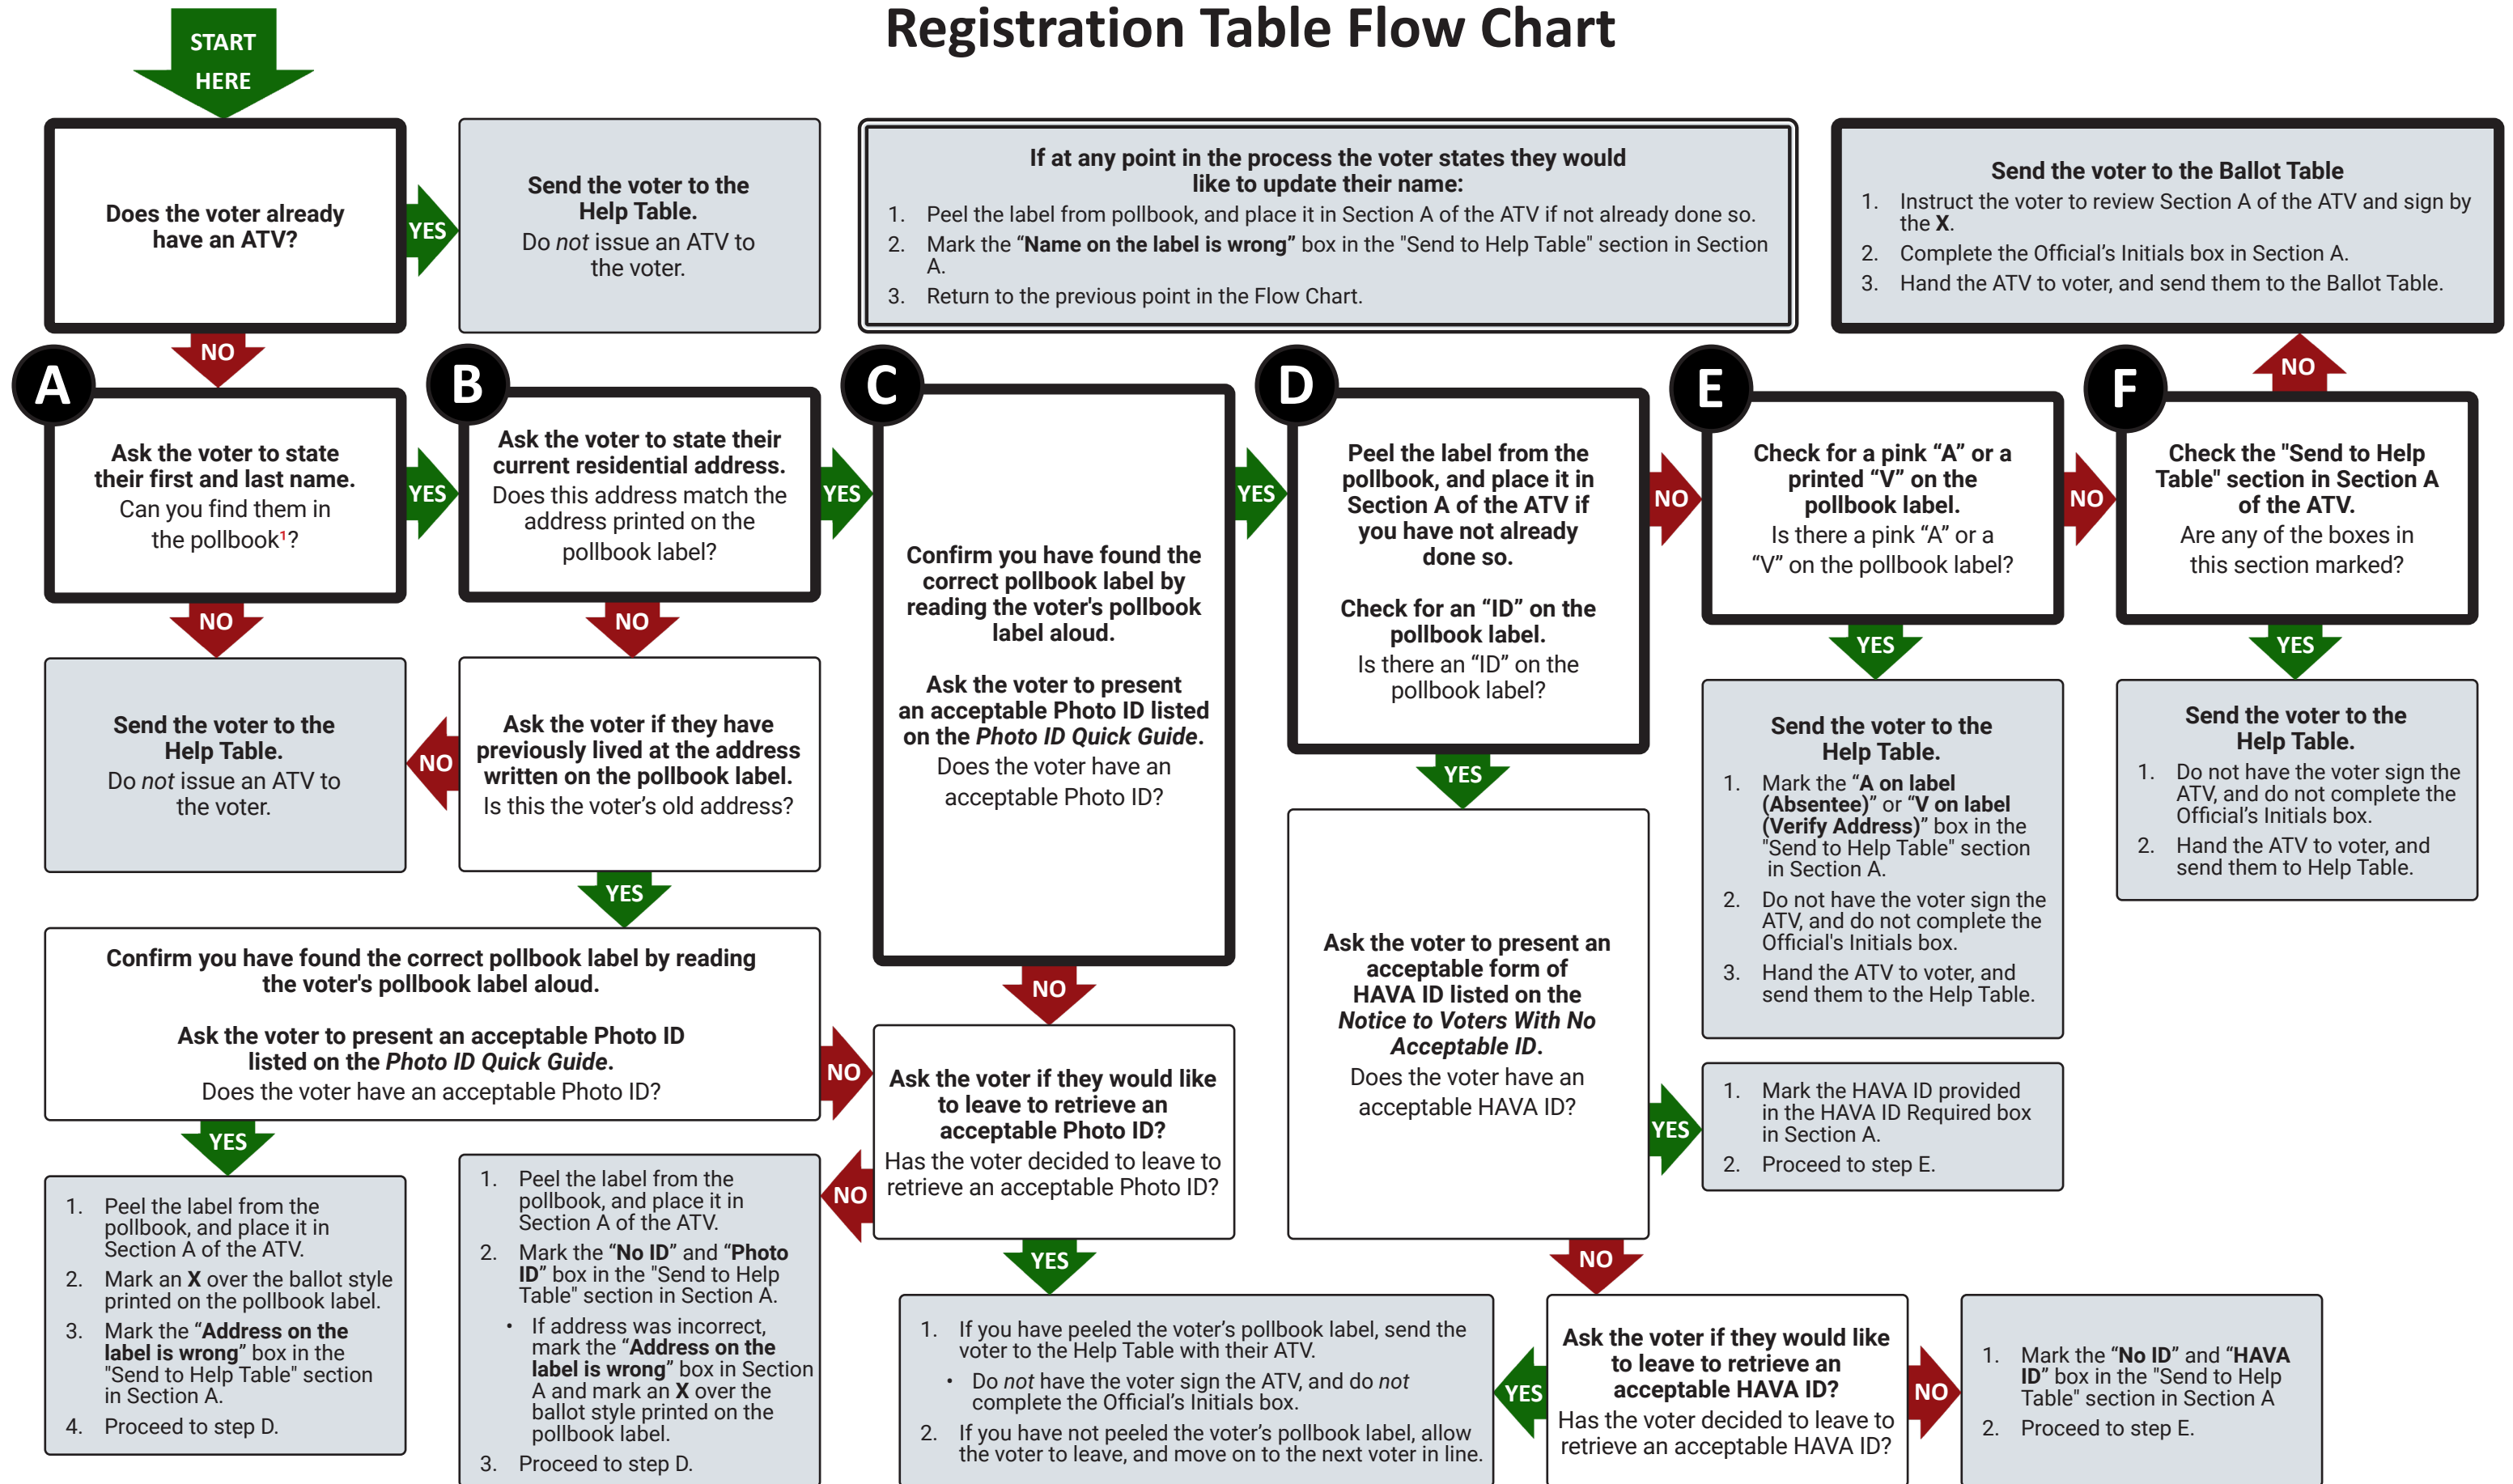 Registration Table Flow Chart
START
HERE
Does the voter already
have an ATV?
YES
Send the voter to the
Help Table.
Do not issue an ATV to
the voter.
If at any point in the process the voter states they would
like to update their name:
1. Peel the label from pollbook, and place it in Section A of the ATV if not already done so.
2. Mark the “Name on the label is wrong” box in the "Send to Help Table" section in Section
A.
3. Return to the previous point in the Flow Chart.
Send the voter to the Ballot Table
1. Instruct the voter to review Section A of the ATV and sign by
the X.
2. Complete the Official’s Initials box in Section A.
3. Hand the ATV to voter, and send them to the Ballot Table.
NO
NO
A
Ask the voter to state
their first and last name.
Can you find them in
the pollbook¹?
YES
NO
Send the voter to the
Help Table.
Do not issue an ATV to
the voter.
B
Ask the voter to state their
current residential address.
Does this address match the
address printed on the
pollbook label?
YES
NO
Ask the voter if they have
previously lived at the address
written on the pollbook label.
Is this the voter’s old address?
NO
YES
Confirm you have found the correct pollbook label by reading
the voter's pollbook label aloud.
Ask the voter to present an acceptable Photo ID
listed on the Photo ID Quick Guide.
Does the voter have an acceptable Photo ID?
NO
YES
1. Peel the label from the
pollbook, and place it in
Section A of the ATV.
2. Mark an X over the ballot style
printed on the pollbook label.
3. Mark the “Address on the
label is wrong” box in the
"Send to Help Table" section
in Section A.
4. Proceed to step D.
1. Peel the label from the
pollbook, and place it in
Section A of the ATV.
2. Mark the “No ID” and “Photo
ID” box in the "Send to Help
Table" section in Section A.
• If address was incorrect,
mark the “Address on the
label is wrong” box in Section
A and mark an X over the
ballot style printed on the
pollbook label.
3. Proceed to step D.
C
Confirm you have found the
correct pollbook label by
reading the voter's pollbook
label aloud.
Ask the voter to present
an acceptable Photo ID listed
on the Photo ID Quick Guide.
Does the voter have an
acceptable Photo ID?
YES
NO
Ask the voter if they would like
to leave to retrieve an
acceptable Photo ID?
Has the voter decided to leave to
retrieve an acceptable Photo ID?
NO
YES
1. If you have peeled the voter’s pollbook label, send the
voter to the Help Table with their ATV.
• Do not have the voter sign the ATV, and do not
complete the Official’s Initials box.
2. If you have not peeled the voter’s pollbook label, allow
the voter to leave, and move on to the next voter in line.
D
Peel the label from the
pollbook, and place it in
Section A of the ATV if
you have not already
done so.
Check for an “ID” on the
pollbook label.
Is there an “ID” on the
pollbook label?
NO
YES
Ask the voter to present an
acceptable form of
HAVA ID listed on the
Notice to Voters With No
Acceptable ID.
Does the voter have an
acceptable HAVA ID?
YES
1. Mark the HAVA ID provided
in the HAVA ID Required box
in Section A.
2. Proceed to step E.
NO
Ask the voter if they would like
to leave to retrieve an
acceptable HAVA ID?
Has the voter decided to leave to
retrieve an acceptable HAVA ID?
YES
NO
1. Mark the “No ID” and “HAVA
ID” box in the "Send to Help
Table" section in Section A
2. Proceed to step E.
E
Check for a pink “A” or a
printed “V” on the
pollbook label.
Is there a pink “A” or a
“V” on the pollbook label?
NO
YES
Send the voter to the
Help Table.
1. Mark the “A on label
(Absentee)” or “V on label
(Verify Address)” box in the
"Send to Help Table" section
in Section A.
2. Do not have the voter sign the
ATV, and do not complete the
Official's Initials box.
3. Hand the ATV to voter, and
send them to the Help Table.
F
Check the "Send to Help
Table" section in Section A
of the ATV.
Are any of the boxes in
this section marked?
YES
Send the voter to the
Help Table.
1. Do not have the voter sign the
ATV, and do not complete the
Official’s Initials box.
2. Hand the ATV to voter, and
send them to Help Table.